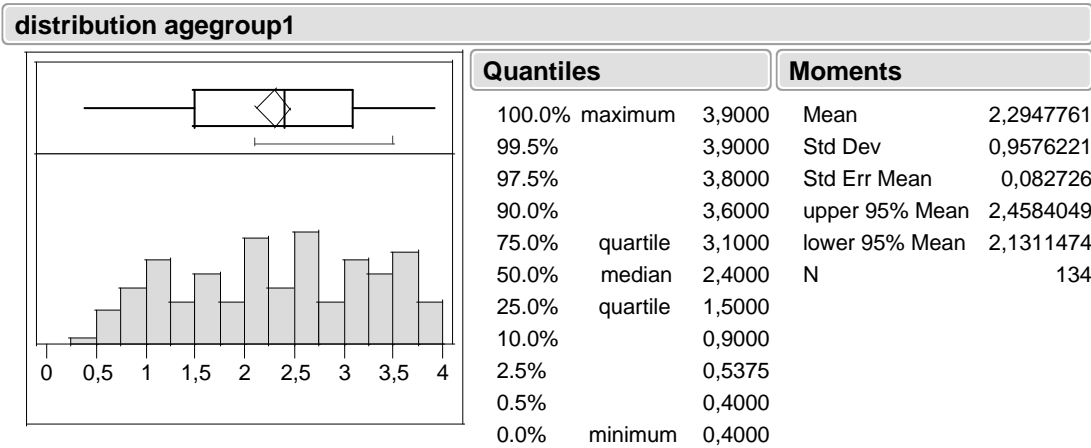 distribution agegroup1
0 0,5 1 1,5 2 2,5 3 3,5 4
Quantiles
100.0% maximum 3,9000
99.5% 3,9000
97.5% 3,8000
90.0% 3,6000
75.0% quartile 3,1000
50.0% median 2,4000
25.0% quartile 1,5000
10.0% 0,9000
2.5% 0,5375
0.5% 0,4000
0.0% minimum 0,4000
Moments
Mean 2,2947761
Std Dev 0,9576221
Std Err Mean 0,082726
upper 95% Mean 2,4584049
lower 95% Mean 2,1311474
N 134